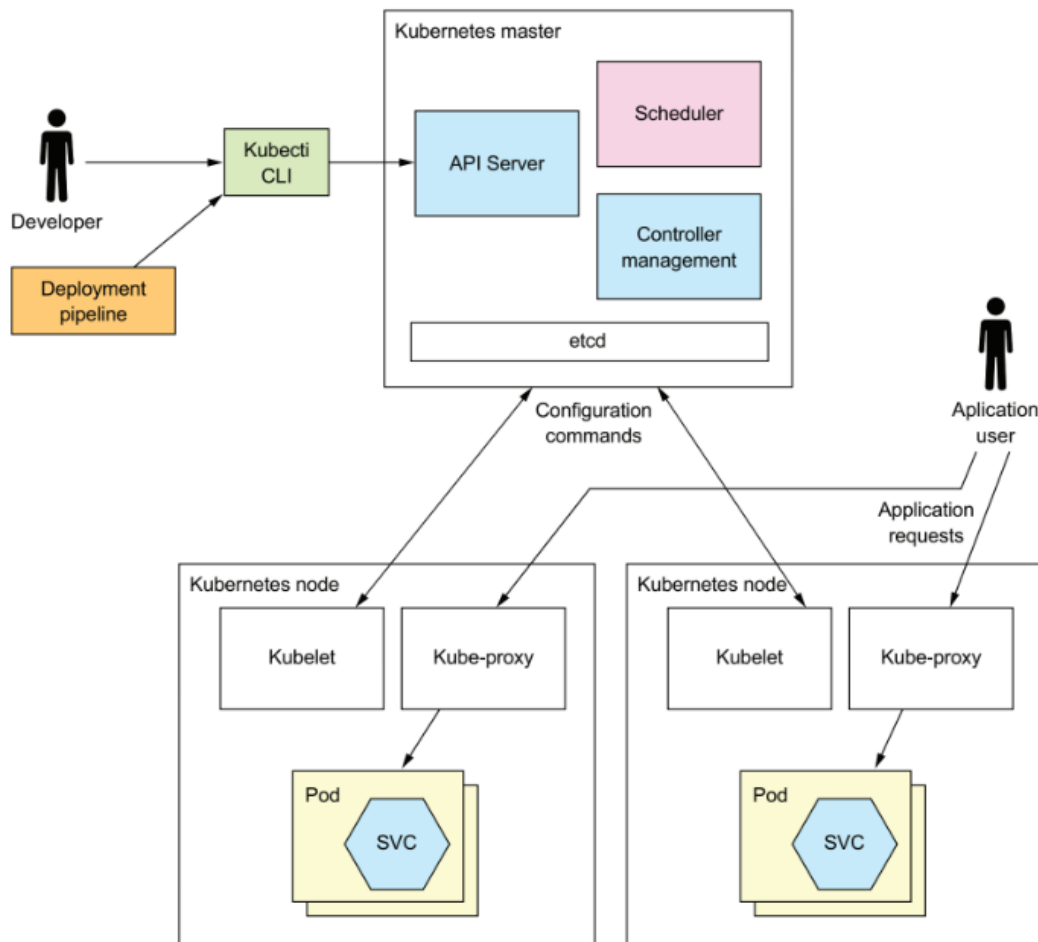 Kubernetes master
Scheduler
API Server
Kubecti
CLI
Developer
Controller
management
Deployment
pipeline
etcd
Configuration
commands
Aplication
user
Application
requests
Kubernetes node
Kubelet
Kube-proxy
Pod
SVC
Kubernetes node
Kubelet
Kube-proxy
Pod
SVC